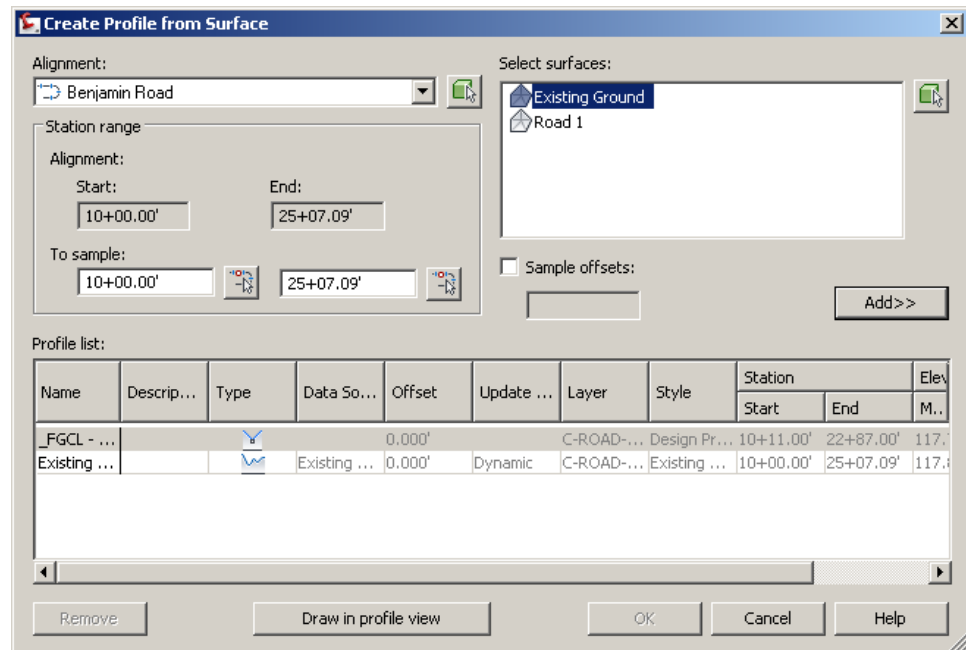 Create Profile from Surface
Alignment:
Benjamin Road
Station range
Alignment:
Start: End:
10+00.00' 25+07.09'
To sample:
10+00.00' 25+07.09'
Select surfaces:
Existing Ground
Road 1
Sample offsets:
Add>>
Profile list:
Name Descrip... Type Data So... Offset Update ... Layer Style Station Elev
Start End M..
_FGCL - ... 0.000' C-ROAD-... Design Pr... 10+11.00' 22+87.00' 117.
Existing ... Existing ... 0.000' Dynamic C-ROAD-... Existing ... 10+00.00' 25+07.09' 117.
Remove Draw in profile view OK Cancel Help